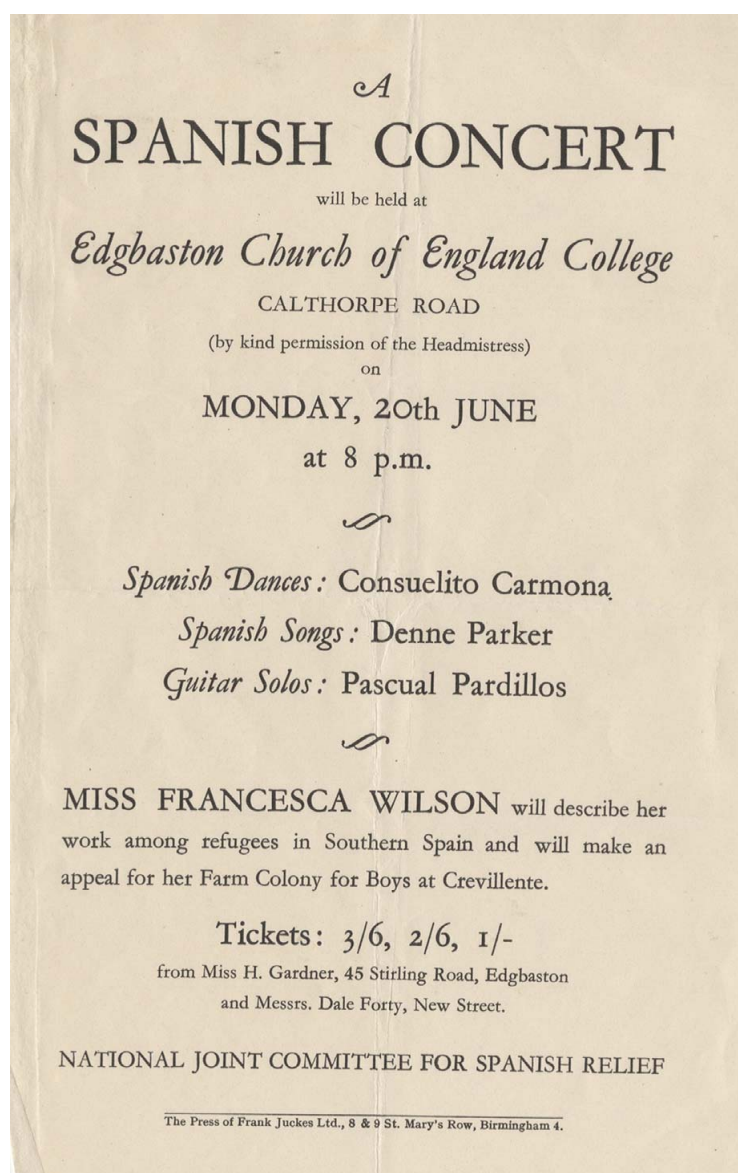 A
SPANISH CONCERT
will be held at
Edgbaston Church of England College
CALTHORPE ROAD
(by kind permission of the Headmistress)
on
MONDAY, 20th JUNE
at 8 p.m.
Spanish Dances: Consuelito Carmona.
Spanish Songs: Denne Parker
Guitar Solos: Pascual Pardillos
MISS FRANCESCA WILSON will describe her
work among refugees in Southern Spain and will make an
appeal for her Farm Colony for Boys at Crevillente.
Tickets: 3/6, 2/6, 1/-
from Miss H. Gardner, 45 Stirling Road, Edgbaston
and Messrs. Dale Forty, New Street.
NATIONAL JOINT COMMITTEE FOR SPANISH RELIEF
The Press of Frank Juckes Ltd., 8 & 9 St. Mary's Row, Birmingham 4.